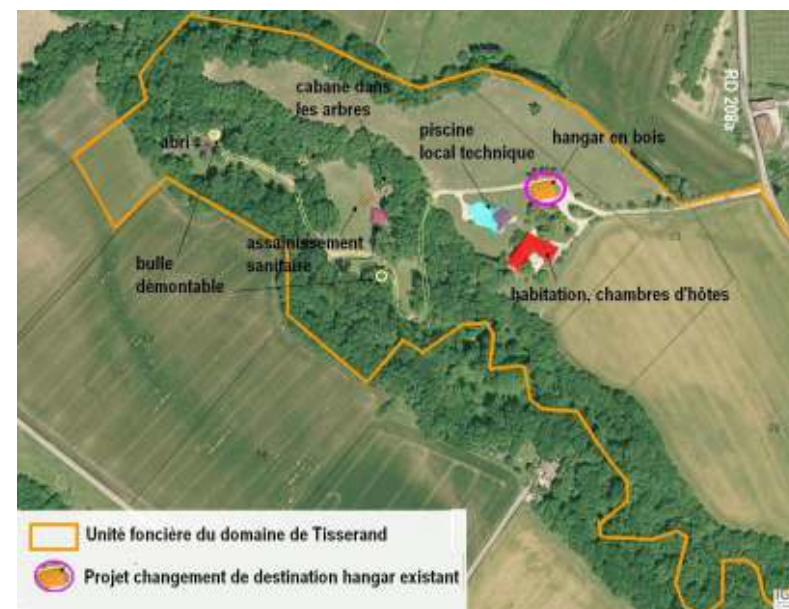 cabane dans
les arbres
RD 208a
piscine
local technique
hangar en bois
abri
assainissement
sanitaire
bulle
démontable
habitation, chambres d'hôtes
Unité foncière du domaine de Tisserand
Projet changement de destination hangar existant